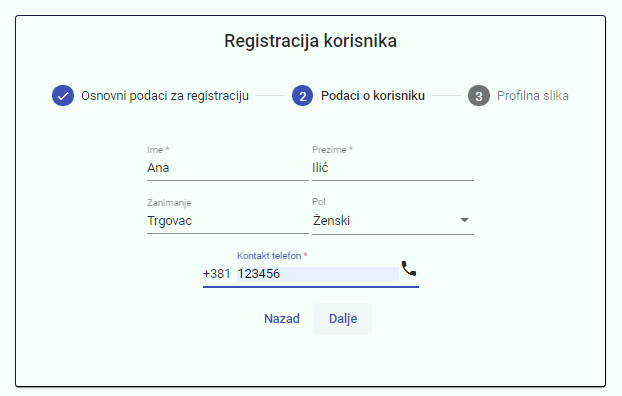 Registracija korisnika
Osnovni podaci za registraciju 2 Podaci o korisniku 3 Profilna slika
Ime * Prezime *
Ana Ilić
Zanimanje Pol
Trgovac Ženski
Kontakt telefon *
+381 123456
Nazad Dalje